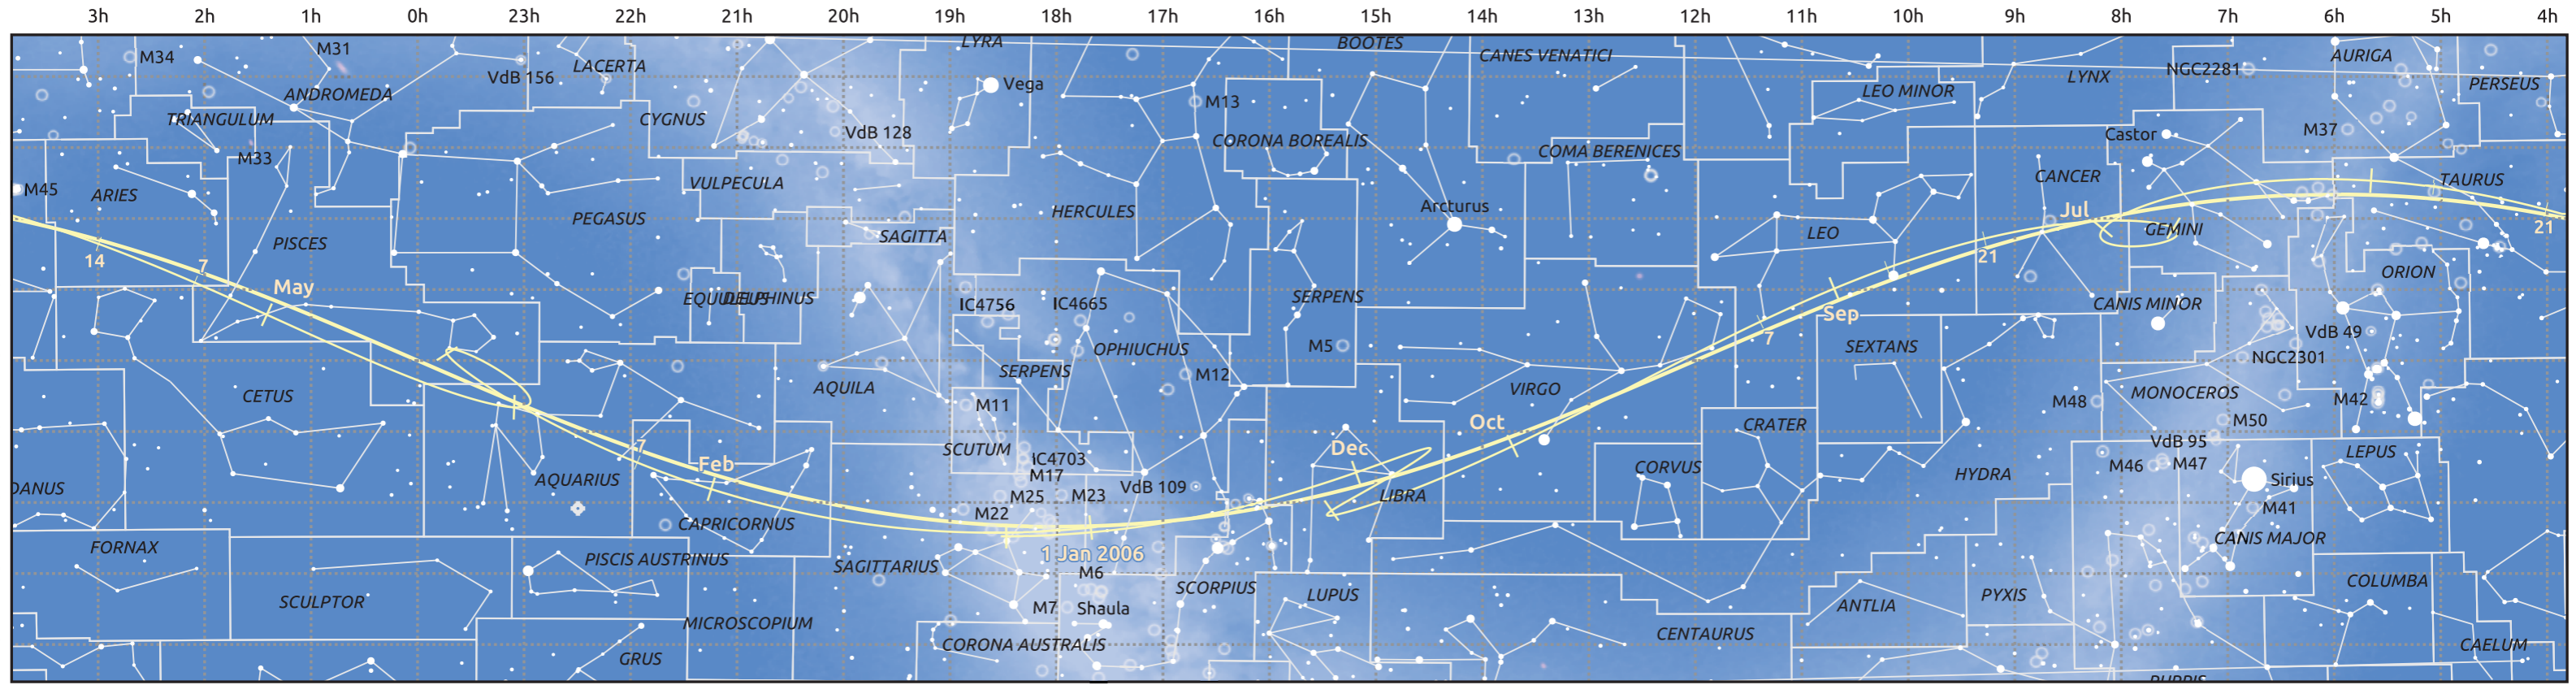 3h 2h 1h 0h 23h 22h 21h 20h 19h 18h 17h 16h 15h 14h 13h 12h 11h 10h 9h 8h 7h 6h 5h 4h
LYRA
BOOTES
M34
M31
LACERTA
CANES VENATICI
AURIGA
VdB 156
NGC2281
LYNX
PERSEUS
Vega
ANDROMEDA
LEO MINOR
M13
TRIANGULUM
CYGNUS
VdB 128
M37
Castor
CORONA BOREALIS
COMA BERENICES
M33
M45
ARIES
VULPECULA
CANCER
TAURUS
PEGASUS
HERCULES
Arcturus
Jul
PISCES
SAGITTA
LEO
GEMINI
21
14
7
21
ORION
May
EQUULEUS
DELPHINUS
IC4756
IC4665
SERPENS
CANIS MINOR
Sep
7
VdB 49
M5
OPHIUCHUS
SEXTANS
NGC2301
SERPENS
M12
CETUS
AQUILA
VIRGO
MONOCEROS
M11
M48
M42
Oct
CRATER
M50
7
SCUTUM
Dec
VdB 95
Feb
IC4703
CORVUS
M46
M47
LEPUS
M17
HYDRA
AQUARIUS
VdB 109
Sirius
DANUS
M25
M23
LIBRA
M22
M41
CAPRICORNUS
CANIS MAJOR
FORNAX
1 Jan 2006
PISCIS AUSTRINUS
SAGITTARIUS
M6
SCORPIUS
COLUMBA
SCULPTOR
M7
Shaula
LUPUS
ANTLIA
PYXIS
MICROSCOPIUM
CENTAURUS
CORONA AUSTRALIS
CAELUM
GRUS